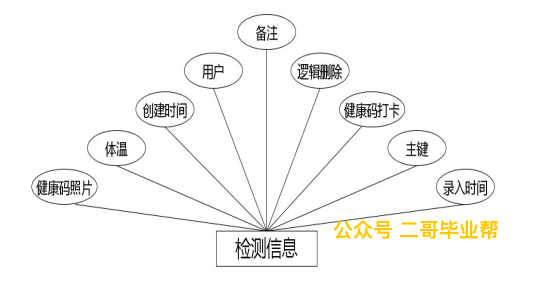 备注
用户
逻辑删除
创建时间
健康码打卡
体温
主键
健康码照片
录入时间
公众号 二哥毕业帮
检测信息